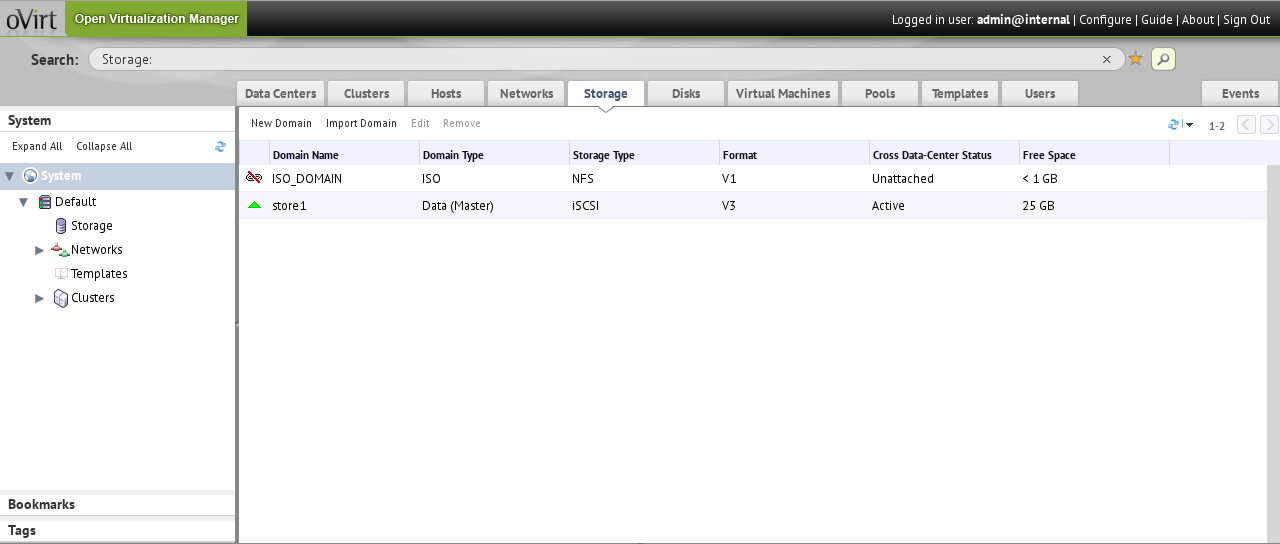 oVirt Open Virtualization Manager Logged in user: admin@internal | Configure | Guide | About | Sign Out
Search: Storage:
Data Centers Clusters Hosts Networks Storage Disks Virtual Machines Pools Templates Users Events
System
New Domain Import Domain Edit Remove 1-2
Expand All Collapse All
Domain Name Domain Type Storage Type Format Cross Data-Center Status Free Space
System
ISO_DOMAIN ISO NFS V1 Unattached < 1 GB
Default
store1 Data (Master) iSCSI V3 Active 25 GB
Storage
Networks
Templates
Clusters
Bookmarks
Tags